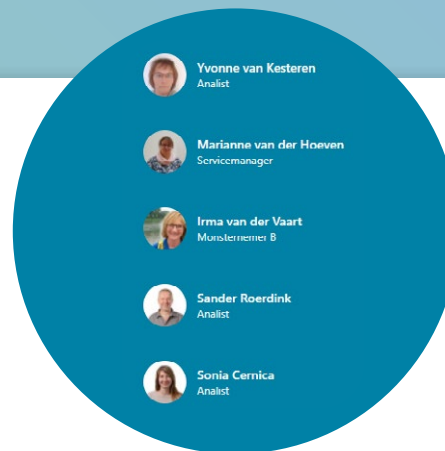 Yvonne van Kesteren
Analist
Marianne van der Hoeven
Servicemanager
Irma van der Vaart
Monsternemer B
Sander Roerdink
Analist
Sonia Cernica
Analist